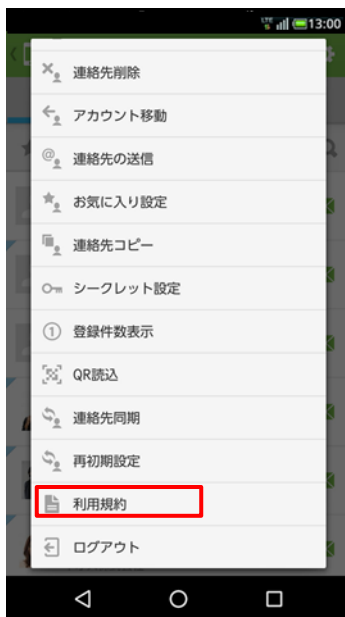 LTE 13:00
連絡先削除
アカウント移動
連絡先の送信
お気に入り設定
連絡先コピー
シークレット設定
登録件数表示
QR読込
連絡先同期
再初期設定
利用規約
ログアウト